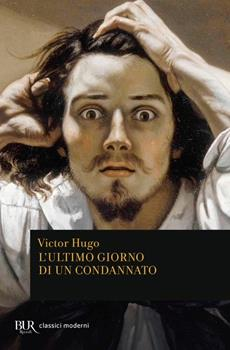 Victor Hugo
L'ULTIMO GIORNO
DI UN CONDANNATO
BUR
Rizzoli
classici moderni